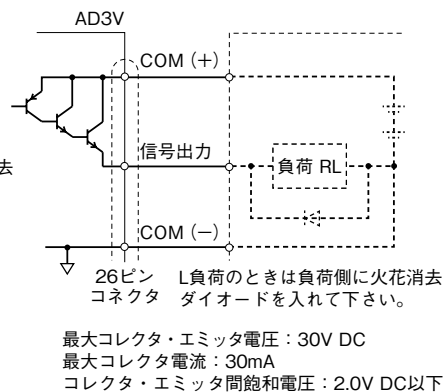 AD3V
COM (+)
信号出力
去
負荷 RL
COM (−)
26ピン
コネクタ
L負荷のときは負荷側に火花消去
ダイオードを入れて下さい。
最大コレクタ・エミッタ電圧：30V DC
最大コレクタ電流：30mA
コレクタ・エミッタ間飽和電圧：2.0V DC以下